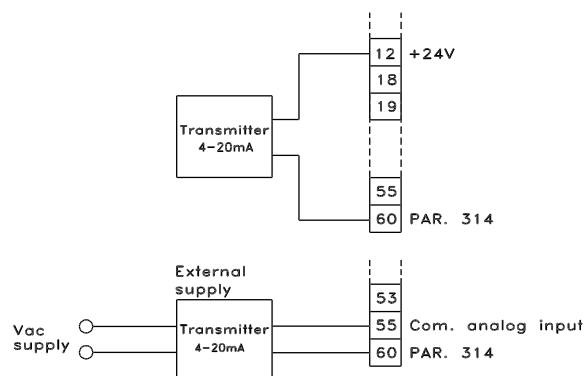 12 +24V
18
19
Transmitter
4-20mA
55
60 PAR. 314
External
supply
53
Vac
supply
Transmitter
4-20mA
55 Com. analog input
60 PAR. 314